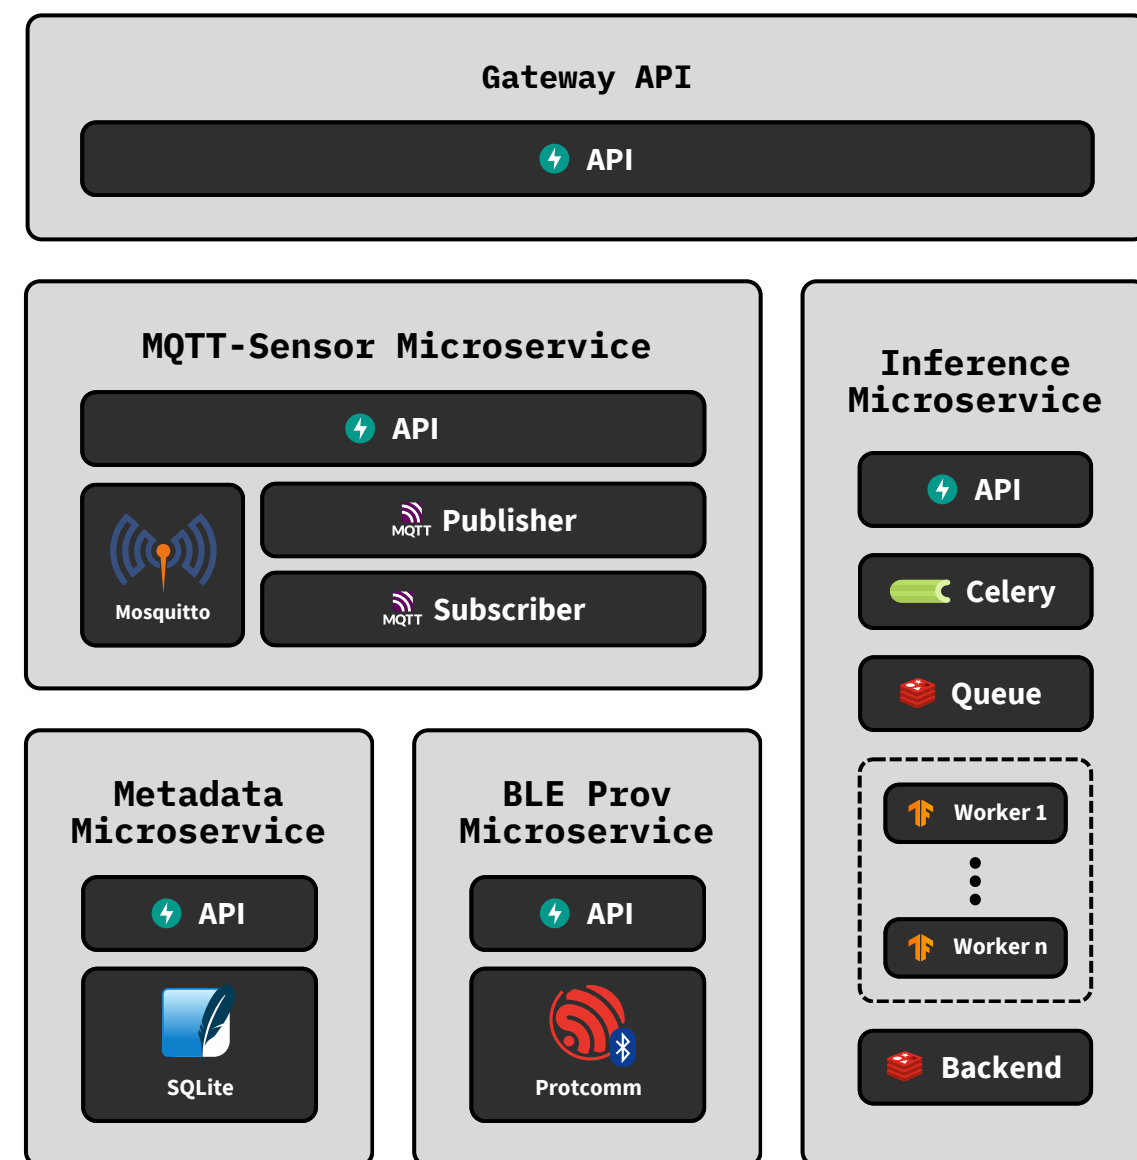 Gateway API
API
MQTT-Sensor Microservice
API
Mosquitto
MQTT Publisher
MQTT Subscriber
Inference
Microservice
API
Celery
Queue
Worker 1
Worker n
Backend
Metadata
Microservice
API
SQLite
BLE Prov
Microservice
API
Protcomm